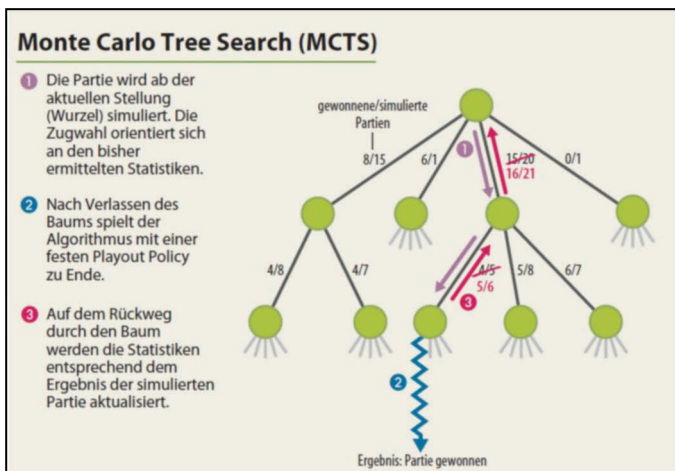 Monte Carlo Tree Search (MCTS)
1 Die Partie wird ab der
aktuellen Stellung
(Wurzel) simuliert. Die
Zugwahl orientiert sich
an den bisher
ermittelten Statistiken.
2 Nach Verlassen des
Baums spielt der
Algorithmus mit einer
festen Playout Policy
zu Ende.
3 Auf dem Rückweg
durch den Baum
werden die Statistiken
entsprechend dem
Ergebnis der simulierten
Partie aktualisiert.
gewonnene/simulierte
Partien
8/15
6/1
1
15/20
16/21
0/1
4/8
4/7
4/5
5/6
3
5/8
6/7
2
Ergebnis: Partie gewonnen